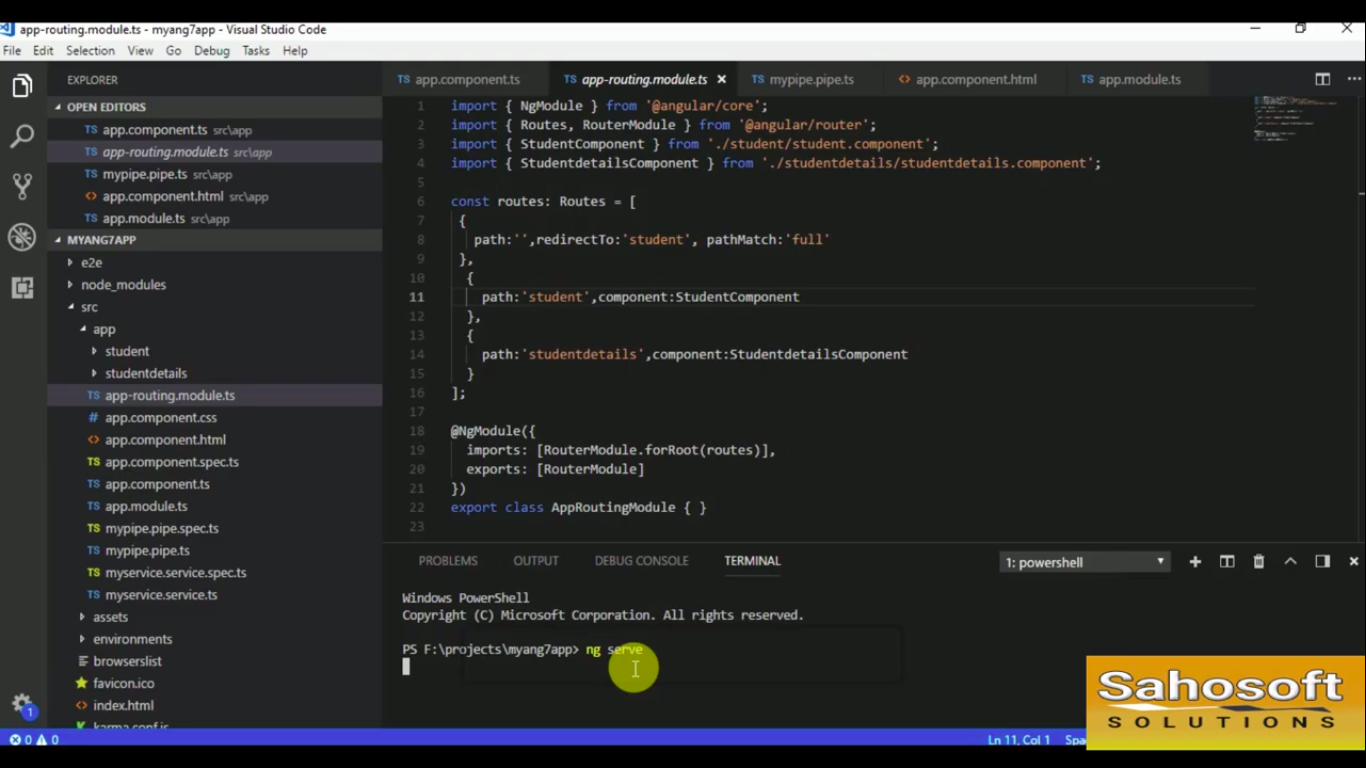 app-routing.module.ts - myang7app - Visual Studio Code
File Edit Selection View Go Debug Tasks Help
EXPLORER
OPEN EDITORS
TS app.component.ts src\app
TS app-routing.module.ts src\app
TS mypipe.pipe.ts src\app
<> app.component.html src\app
TS app.module.ts src\app
MYANG7APP
e2e
node_modules
src
app
student
studentdetails
TS app-routing.module.ts
# app.component.css
<> app.component.html
TS app.component.spec.ts
TS app.component.ts
TS app.module.ts
TS mypipe.pipe.spec.ts
TS mypipe.pipe.ts
TS myservice.service.spec.ts
TS myservice.service.ts
assets
environments
browserslist
favicon.ico
<> index.html
karma.conf.js
1
TS app.component.ts TS app-routing.module.ts × TS mypipe.pipe.ts <> app.component.html TS app.module.ts
1 import { NgModule } from '@angular/core';
2 import { Routes, RouterModule } from '@angular/router';
3 import { StudentComponent } from './student/student.component';
4 import { StudentdetailsComponent } from './studentdetails/studentdetails.component';
5
6 const routes: Routes = [
7 {
8 path:'',redirectTo:'student', pathMatch:'full'
9 },
10 {
11 path:'student',component:StudentComponent
12 },
13 {
14 path:'studentdetails',component:StudentdetailsComponent
15 }
16 ];
17
18 @NgModule({
19 imports: [RouterModule.forRoot(routes)],
20 exports: [RouterModule]
21 })
22 export class AppRoutingModule { }
23
PROBLEMS OUTPUT DEBUG CONSOLE TERMINAL 1: powershell
Windows PowerShell
Copyright (C) Microsoft Corporation. All rights reserved.
PS F:\projects\myang7app> ng serve
Sahosoft
SOLUTIONS
0 0 Ln 11, Col 1